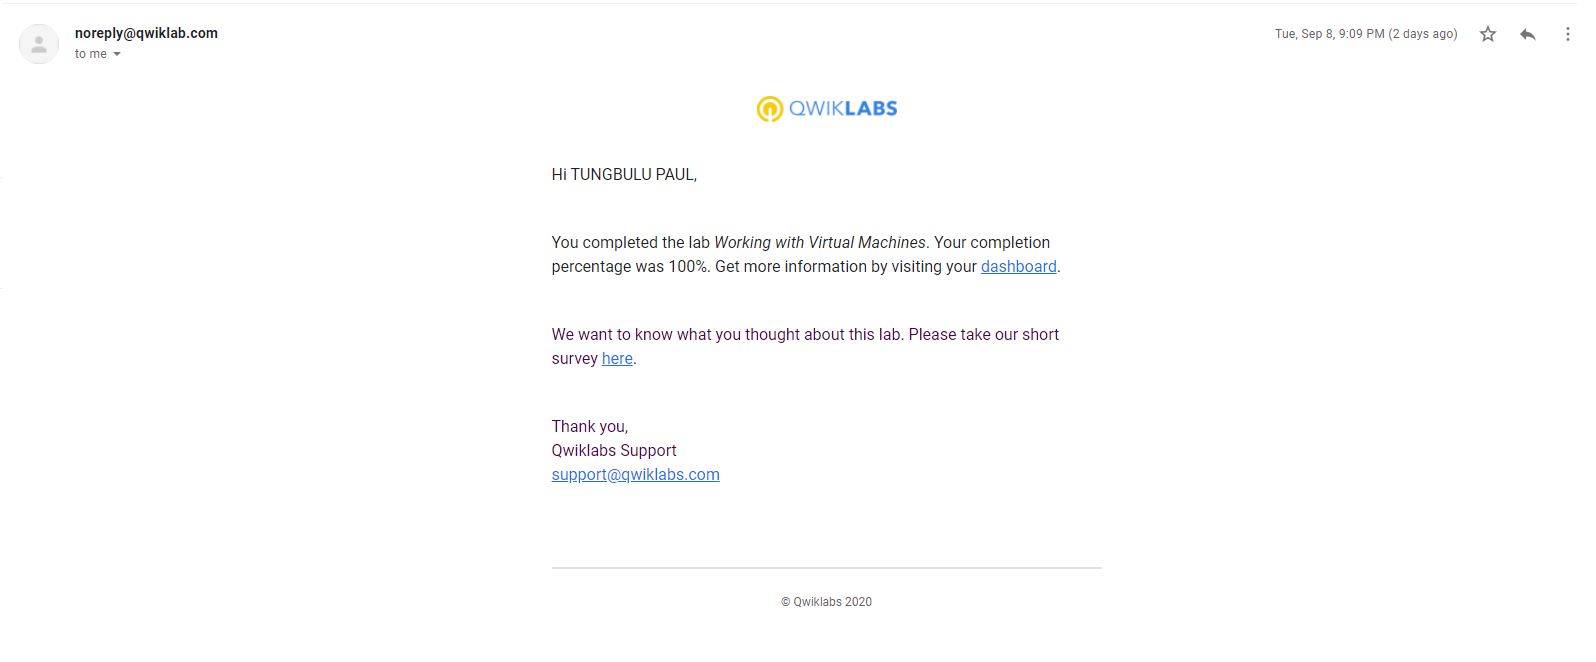 noreply@qwiklab.com
Tue, Sep 8, 9:09 PM (2 days ago)
to me
QWIKLABS
Hi TUNGBULU PAUL,
You completed the lab Working with Virtual Machines. Your completion
percentage was 100%. Get more information by visiting your dashboard.
We want to know what you thought about this lab. Please take our short
survey here.
Thank you,
Qwiklabs Support
support@qwiklabs.com
© Qwiklabs 2020